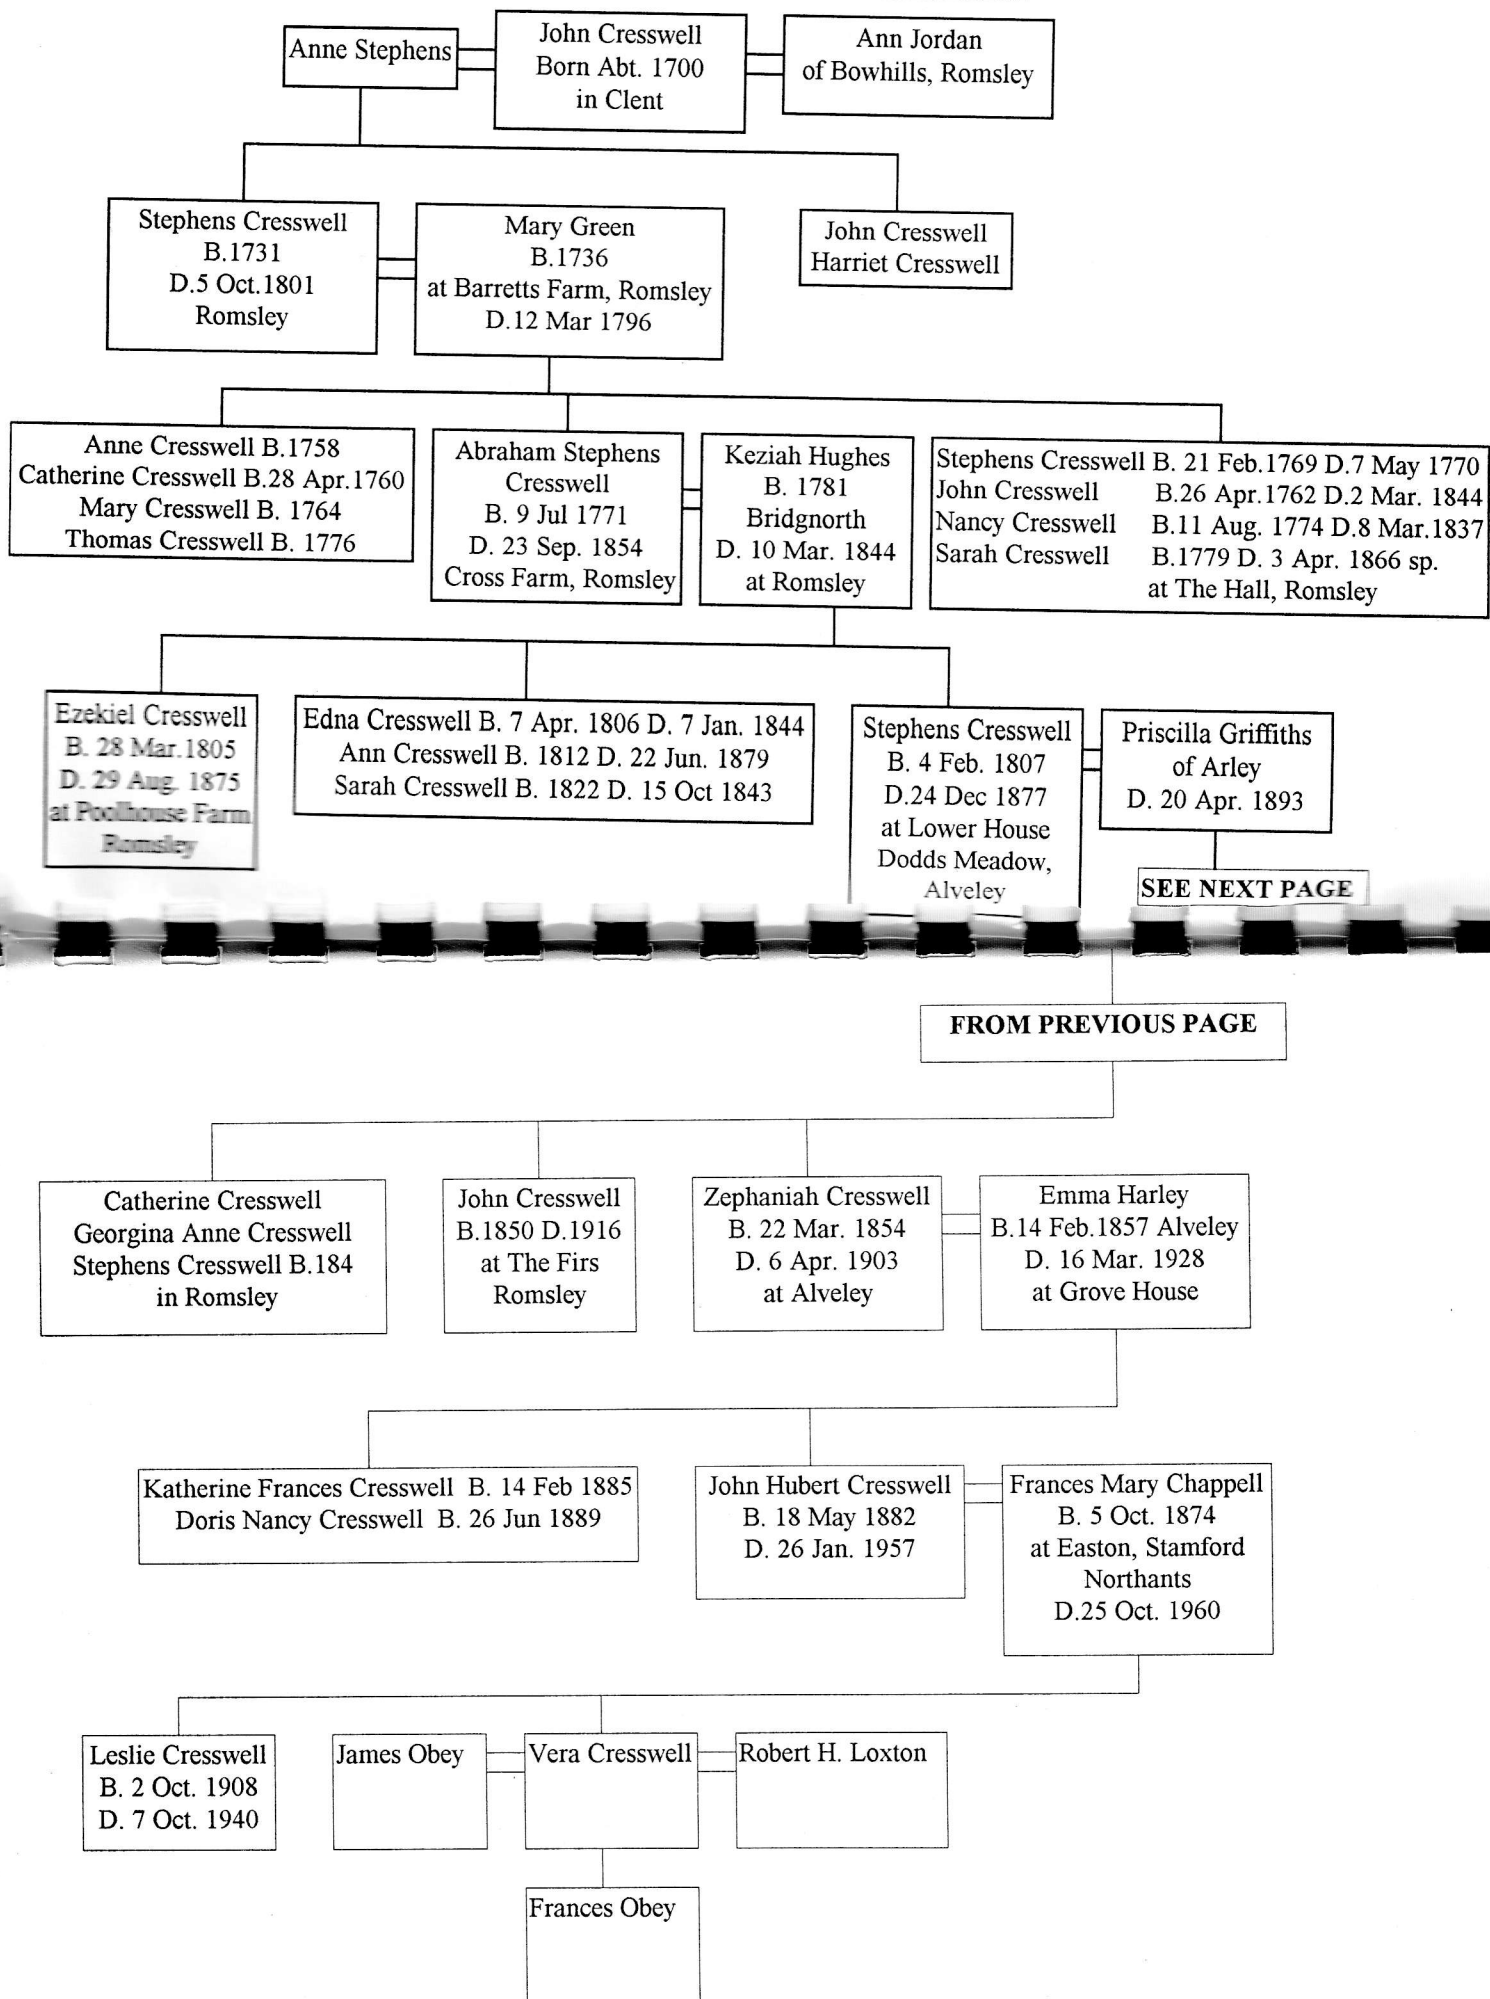 Anne Stephens
John Cresswell
Born Abt. 1700
in Clent
Ann Jordan
of Bowhills, Romsley
Stephens Cresswell
B.1731
D.5 Oct.1801
Romsley
Mary Green
B.1736
at Barretts Farm, Romsley
D.12 Mar 1796
John Cresswell
Harriet Cresswell
Anne Cresswell B.1758
Catherine Cresswell B.28 Apr.1760
Mary Cresswell B. 1764
Thomas Cresswell B. 1776
Abraham Stephens
Cresswell
B. 9 Jul 1771
D. 23 Sep. 1854
Cross Farm, Romsley
Keziah Hughes
B. 1781
Bridgnorth
D. 10 Mar. 1844
at Romsley
Stephens Cresswell B. 21 Feb.1769 D.7 May 1770
John Cresswell B.26 Apr.1762 D.2 Mar. 1844
Nancy Cresswell B.11 Aug. 1774 D.8 Mar.1837
Sarah Cresswell B.1779 D. 3 Apr. 1866 sp.
at The Hall, Romsley
Ezekiel Cresswell
B. 28 Mar.1805
D. 29 Aug. 1875
at Poolhouse Farm
Romsley
Edna Cresswell B. 7 Apr. 1806 D. 7 Jan. 1844
Ann Cresswell B. 1812 D. 22 Jun. 1879
Sarah Cresswell B. 1822 D. 15 Oct 1843
Stephens Cresswell
B. 4 Feb. 1807
D.24 Dec 1877
at Lower House
Dodds Meadow,
Alveley
Priscilla Griffiths
of Arley
D. 20 Apr. 1893
SEE NEXT PAGE
FROM PREVIOUS PAGE
Catherine Cresswell
Georgina Anne Cresswell
Stephens Cresswell B.184
in Romsley
John Cresswell
B.1850 D.1916
at The Firs
Romsley
Zephaniah Cresswell
B. 22 Mar. 1854
D. 6 Apr. 1903
at Alveley
Emma Harley
B.14 Feb.1857 Alveley
D. 16 Mar. 1928
at Grove House
Katherine Frances Cresswell B. 14 Feb 1885
Doris Nancy Cresswell B. 26 Jun 1889
John Hubert Cresswell
B. 18 May 1882
D. 26 Jan. 1957
Frances Mary Chappell
B. 5 Oct. 1874
at Easton, Stamford
Northants
D.25 Oct. 1960
Leslie Cresswell
B. 2 Oct. 1908
D. 7 Oct. 1940
James Obey
Vera Cresswell
Robert H. Loxton
Frances Obey